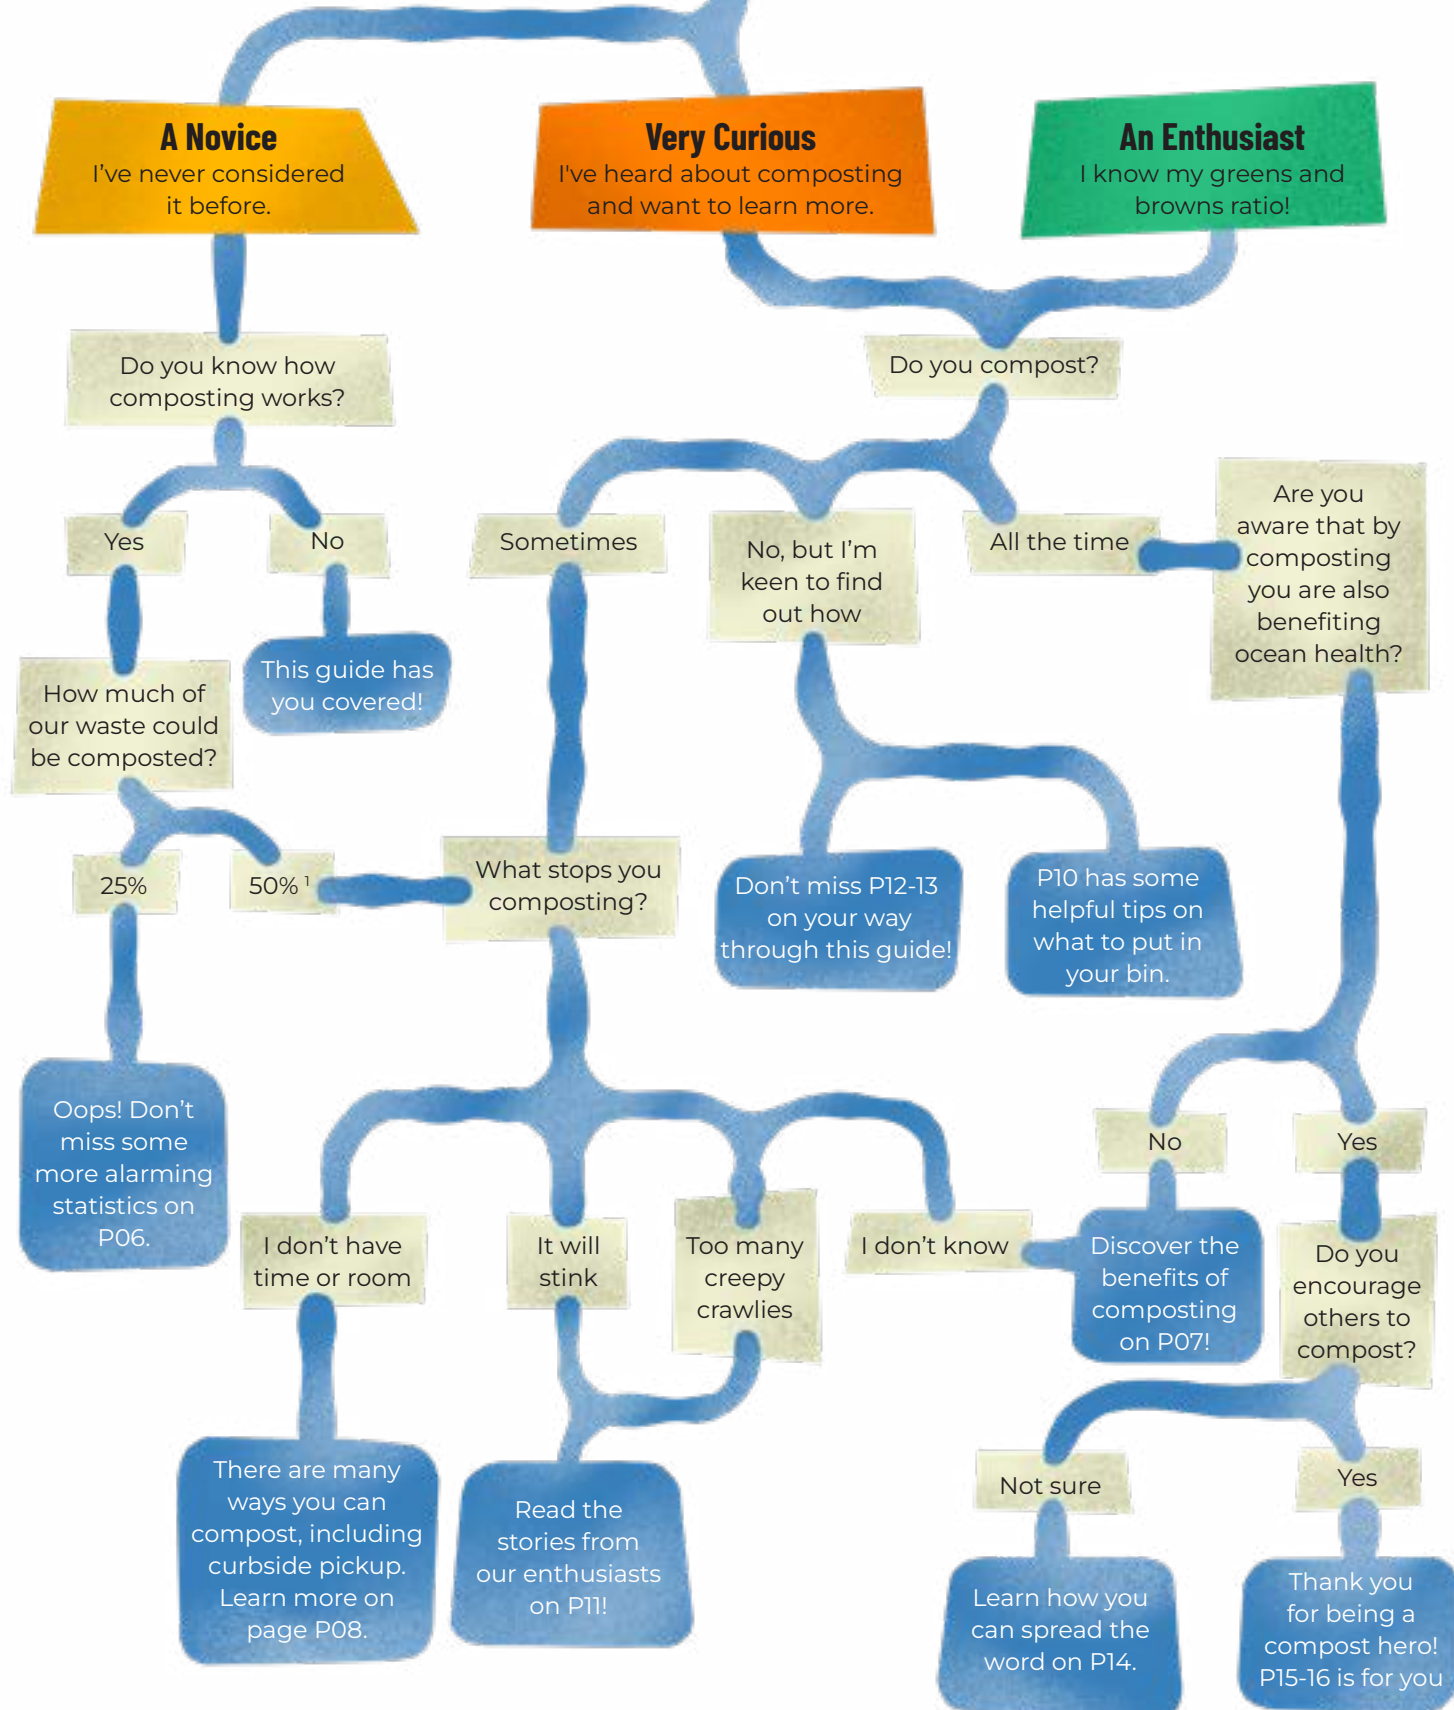 A Novice
I've never considered
it before.
Very Curious
I've heard about composting
and want to learn more.
An Enthusiast
I know my greens and
browns ratio!
Do you know how
composting works?
Do you compost?
Yes
No
Sometimes
No, but I'm
keen to find
out how
All the time
Are you
aware that by
composting
you are also
benefiting
ocean health?
This guide has
you covered!
How much of
our waste could
be composted?
25%
50% ¹
What stops you
composting?
Don't miss P12-13
on your way
through this guide!
P10 has some
helpful tips on
what to put in
your bin.
Oops! Don't
miss some
more alarming
statistics on
P06.
I don't have
time or room
It will
stink
Too many
creepy
crawlies
I don't know
No
Yes
Discover the
benefits of
composting
on P07!
Do you
encourage
others to
compost?
There are many
ways you can
compost, including
curbside pickup.
Learn more on
page P08.
Read the
stories from
our enthusiasts
on P11!
Not sure
Yes
Learn how you
can spread the
word on P14.
Thank you
for being a
compost hero!
P15-16 is for you